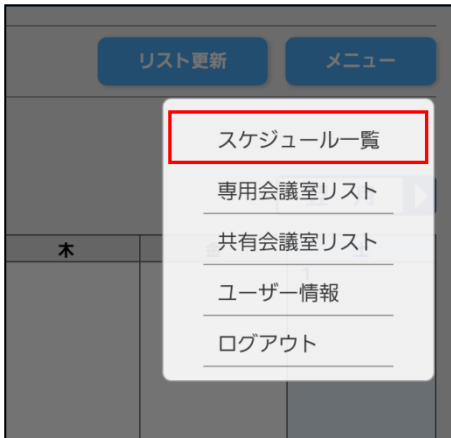 リスト更新
メニュー
スケジュール一覧
専用会議室リスト
共有会議室リスト
ユーザー情報
ログアウト
木
金
土
1